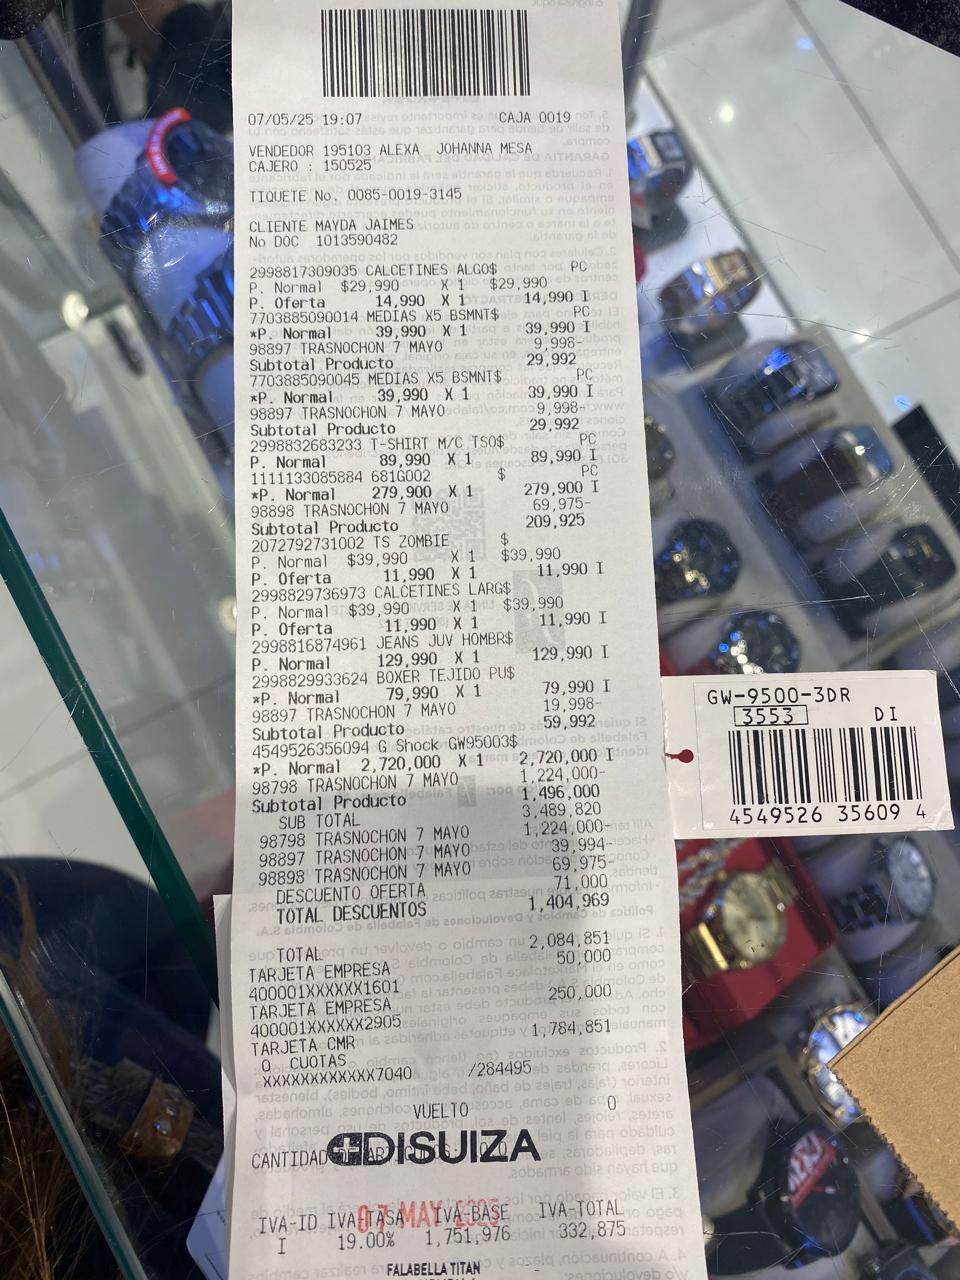 07/05/25 19:07 CAJA 0019
VENDEDOR 195103 ALEXA JOHANNA MESA
CAJERO : 150525
TIQUETE No. 0085-0019-3145
CLIENTE MAYDA JAIMES
No DOC 1013590482
2998817309035 CALCETINES ALGO$ PC
P. Normal $29,990 X 1 $29,990
P. Oferta 14,990 X 1 14,990 I
7703885090014 MEDIAS X5 BSMNT$ PC
*P. Normal 39,990 X 1 39,990 I
98897 TRASNOCHON 7 MAYO 9,998-
Subtotal Producto 29,992
7703885090045 MEDIAS X5 BSMNT$ PC
*P. Normal 39,990 X 1 39,990 I
98897 TRASNOCHON 7 MAYO 9,998-
Subtotal Producto 29,992
2998832683233 T-SHIRT M/C TSO$ PC
P. Normal 89,990 X 1 89,990 I
1111133085884 681G002 $ PC
*P. Normal 279,900 X 1 279,900 I
98898 TRASNOCHON 7 MAYO 69,975-
Subtotal Producto 209,925
2072792731002 TS ZOMBIE $
P. Normal $39,990 X 1 $39,990
P. Oferta 11,990 X 1 11,990 I
2998829736973 CALCETINES LARG$
P. Normal $39,990 X 1 $39,990
P. Oferta 11,990 X 1 11,990 I
2998816874961 JEANS JUV HOMBR$
P. Normal 129,990 X 1 129,990 I
2998829933624 BOXER TEJIDO PU$
*P. Normal 79,990 X 1 79,990 I
98897 TRASNOCHON 7 MAYO 19,998-
Subtotal Producto 59,992
4549526356094 G Shock GW95003$
*P. Normal 2,720,000 X 1 2,720,000 I
98798 TRASNOCHON 7 MAYO 1,224,000-
Subtotal Producto 1,496,000
SUB TOTAL 3,489,820
98798 TRASNOCHON 7 MAYO 1,224,000-
98897 TRASNOCHON 7 MAYO 39,994-
98898 TRASNOCHON 7 MAYO 69,975-
DESCUENTO OFERTA 71,000
TOTAL DESCUENTOS 1,404,969
TOTAL 2,084,851
TARJETA EMPRESA 50,000
400001XXXXXX1601
TARJETA EMPRESA 250,000
400001XXXXXX2905
TARJETA CMR 1,784,851
0 CUOTAS
XXXXXXXXXXXX7040 /284495
VUELTO 0
CANTIDAD
DISUIZA
07 MAY 2025
IVA-ID IVA-TASA IVA-BASE IVA-TOTAL
I 19.00% 1,751,976 332,875
FALABELLA TITAN
GW-9500-3DR
3553 DI
4549526 35609 4